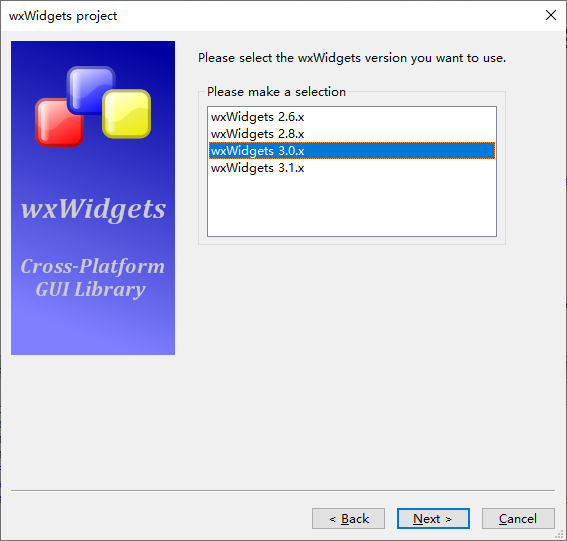 wxWidgets project
Please select the wxWidgets version you want to use.
Please make a selection
wxWidgets 2.6.x
wxWidgets 2.8.x
wxWidgets 3.0.x
wxWidgets 3.1.x
wxWidgets
Cross-Platform
GUI Library
< Back
Next >
Cancel